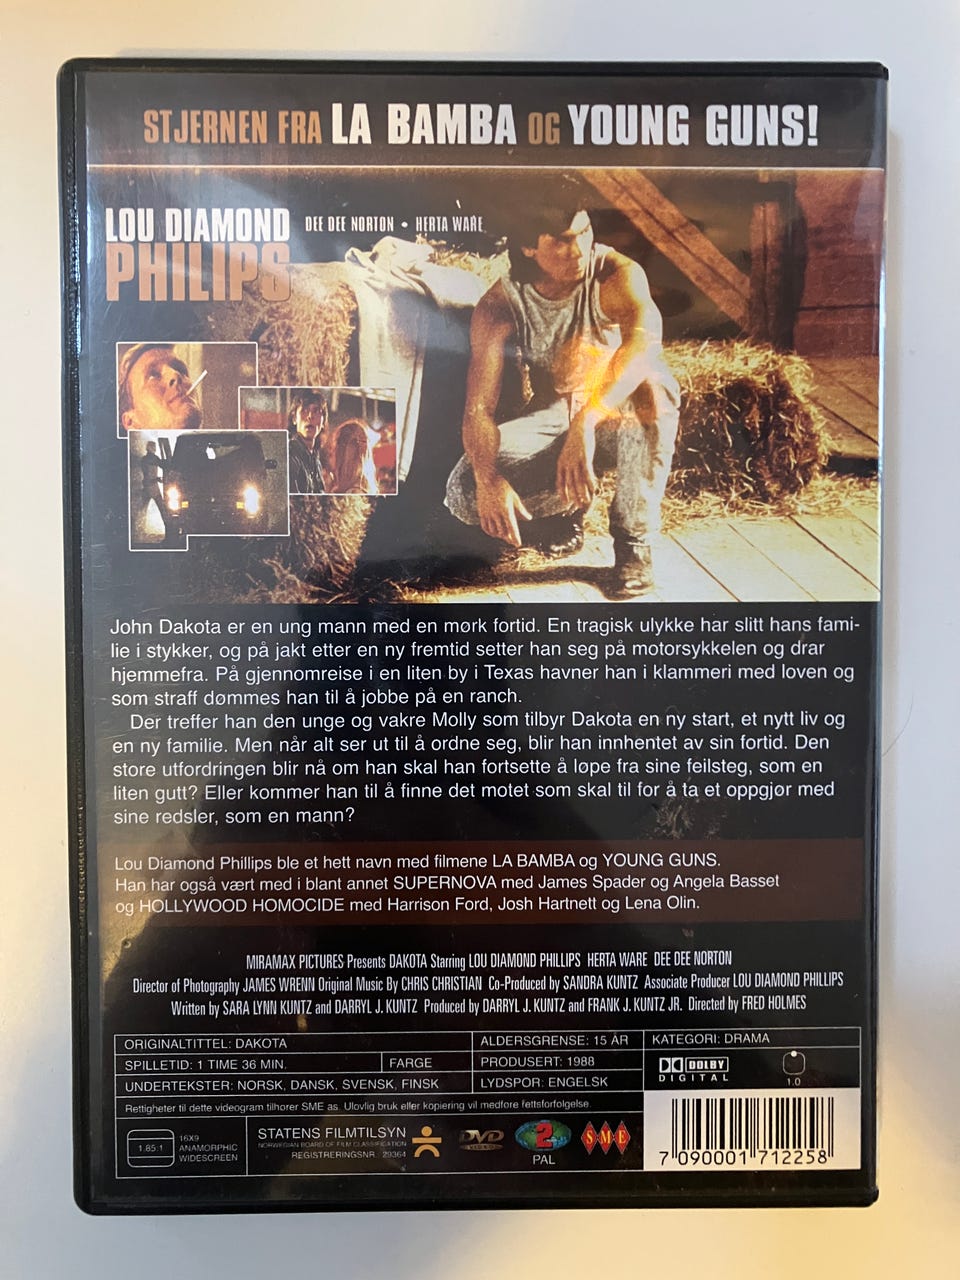 STJERNEN FRA LA BAMBA OG YOUNG GUNS!
LOU DIAMOND DEE DEE NORTON • HERTA WARE
PHILIPS
John Dakota er en ung mann med en mørk fortid. En tragisk ulykke har slitt hans fami-
lie i stykker, og på jakt etter en ny fremtid setter han seg på motorsykkelen og drar
hjemmefra. På gjennomreise i en liten by i Texas havner han i klammeri med loven og
som straff dømmes han til å jobbe på en ranch.
Der treffer han den unge og vakre Molly som tilbyr Dakota en ny start, et nytt liv og
en ny familie. Men når alt ser ut til å ordne seg, blir han innhentet av sin fortid. Den
store utfordringen blir nå om han skal han fortsette å løpe fra sine feilsteg, som en
liten gutt? Eller kommer han til å finne det motet som skal til for å ta et oppgjør med
sine redsler, som en mann?
Lou Diamond Phillips ble et hett navn med filmene LA BAMBA og YOUNG GUNS.
Han har også vært med i blant annet SUPERNOVA med James Spader og Angela Basset
og HOLLYWOOD HOMOCIDE med Harrison Ford, Josh Hartnett og Lena Olin.
MIRAMAX PICTURES Presents DAKOTA Starring LOU DIAMOND PHILLIPS HERTA WARE DEE DEE NORTON
Director of Photography JAMES WRENN Original Music By CHRIS CHRISTIAN Co-Produced by SANDRA KUNTZ Associate Producer LOU DIAMOND PHILLIPS
Written by SARA LYNN KUNTZ and DARRYL J. KUNTZ Produced by DARRYL J. KUNTZ and FRANK J. KUNTZ JR. Directed by FRED HOLMES
ORIGINALTITTEL: DAKOTA ALDERSGRENSE: 15 ÅR KATEGORI: DRAMA
SPILLETID: 1 TIME 36 MIN. FARGE PRODUSERT: 1988
UNDERTEKSTER: NORSK, DANSK, SVENSK, FINSK LYDSPOR: ENGELSK
DOLBY
DIGITAL 1.0
Rettigheter til dette videogram tilhører SME as. Ulovlig bruk eller kopiering vil medføre rettsforfølgelse.
1.85:1
16X9
ANAMORPHIC
WIDESCREEN
STATENS FILMTILSYN
NORWEGIAN BOARD OF FILM CLASSIFICATION
REGISTRERINGSNR. 29364
DVD
VIDEO
2
PAL
SME
7 090001 712258